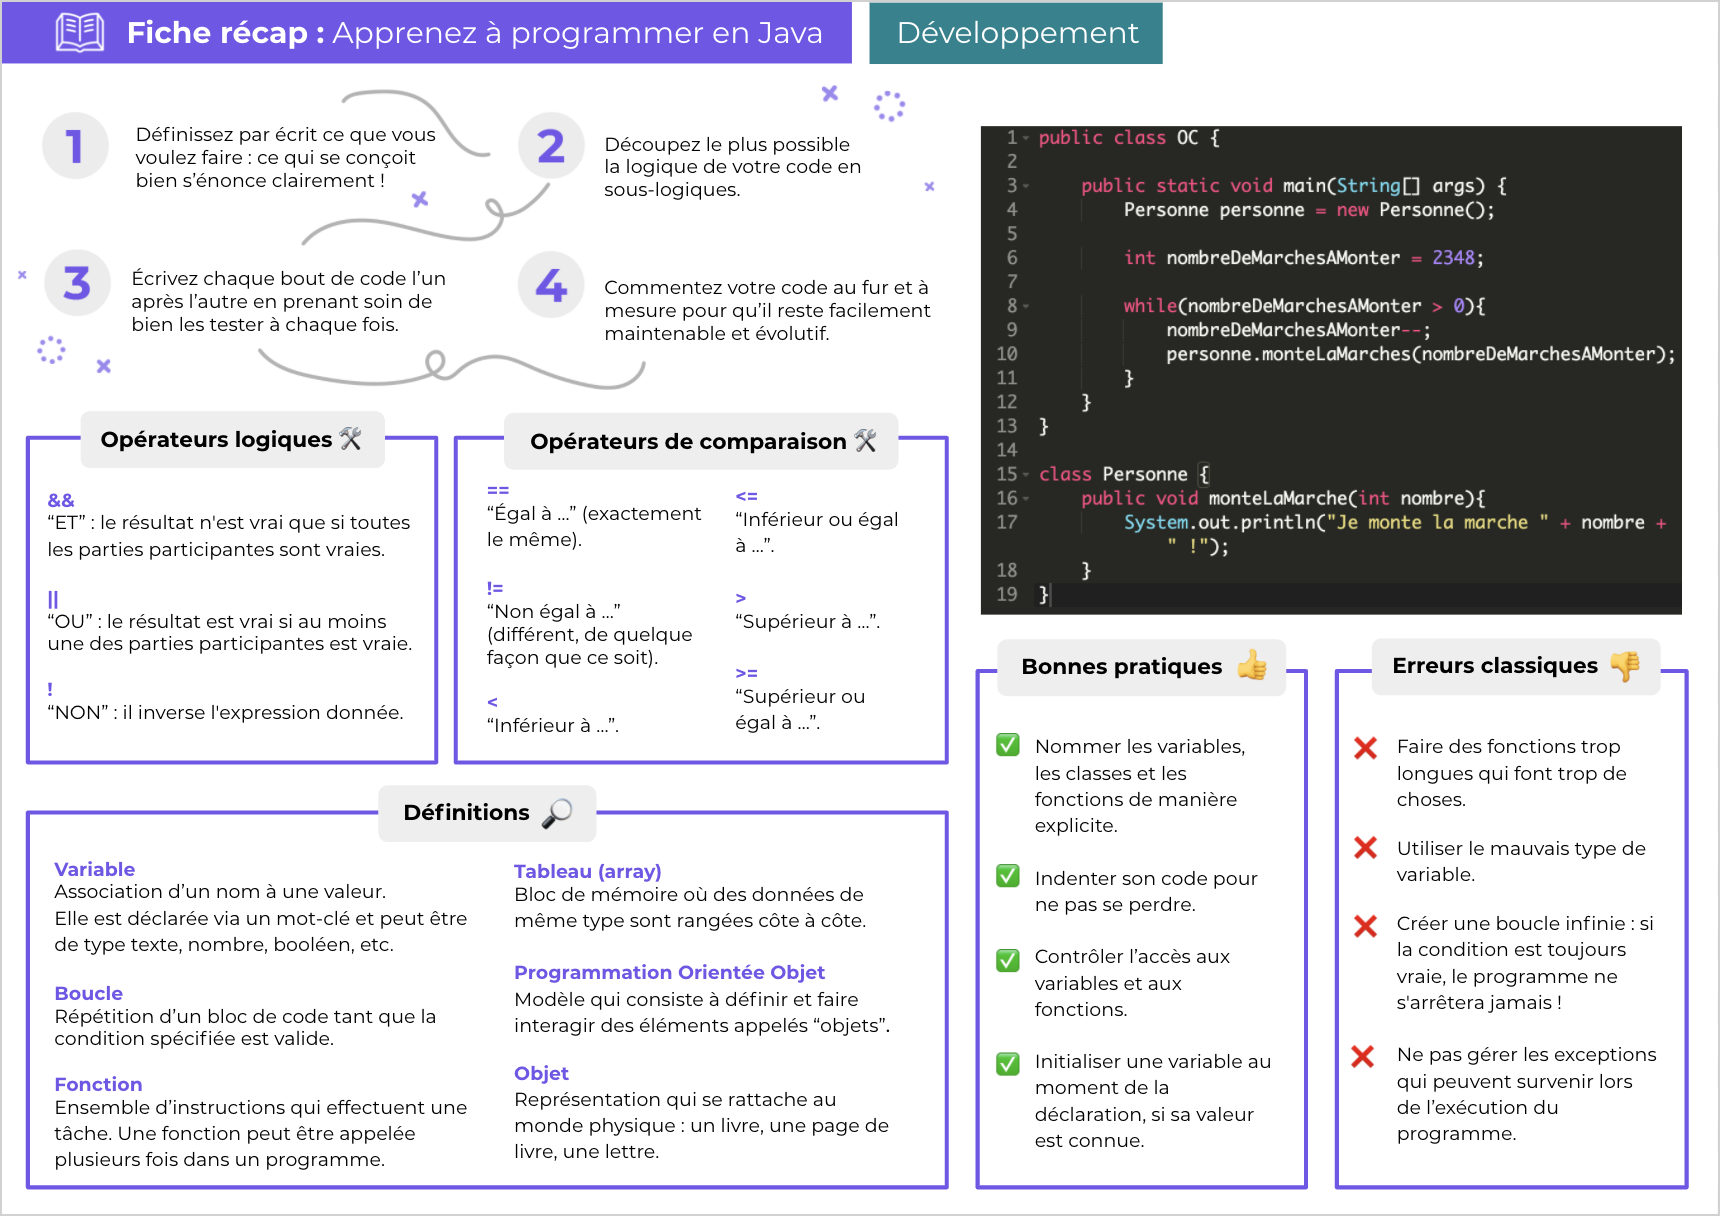 Fiche récap : Apprenez à programmer en Java
Développement
1
Définissez par écrit ce que vous
voulez faire : ce qui se conçoit
bien s’énonce clairement !
2
Découpez le plus possible
la logique de votre code en
sous-logiques.
3
Écrivez chaque bout de code l’un
après l’autre en prenant soin de
bien les tester à chaque fois.
4
Commentez votre code au fur et à
mesure pour qu’il reste facilement
maintenable et évolutif.
1 public class OC {
2
3 public static void main(String[] args) {
4 Personne personne = new Personne();
5
6 int nombreDeMarchesAMonter = 2348;
7
8 while(nombreDeMarchesAMonter > 0){
9 nombreDeMarchesAMonter--;
10 personne.monteLaMarches(nombreDeMarchesAMonter);
11 }
12 }
13 }
14
15 class Personne {
16 public void monteLaMarche(int nombre){
17 System.out.println("Je monte la marche " + nombre +
" !");
18 }
19 }
Opérateurs logiques
&&
“ET” : le résultat n'est vrai que si toutes
les parties participantes sont vraies.
||
“OU” : le résultat est vrai si au moins
une des parties participantes est vraie.
!
“NON” : il inverse l'expression donnée.
Opérateurs de comparaison
==
“Égal à ...” (exactement
le même).
!=
“Non égal à ...”
(différent, de quelque
façon que ce soit).
<
“Inférieur à ...”.
<=
“Inférieur ou égal
à ...”.
>
“Supérieur à ...”.
>=
“Supérieur ou
égal à ...”.
Définitions
Variable
Association d’un nom à une valeur.
Elle est déclarée via un mot-clé et peut être
de type texte, nombre, booléen, etc.
Boucle
Répétition d’un bloc de code tant que la
condition spécifiée est valide.
Fonction
Ensemble d’instructions qui effectuent une
tâche. Une fonction peut être appelée
plusieurs fois dans un programme.
Tableau (array)
Bloc de mémoire où des données de
même type sont rangées côte à côte.
Programmation Orientée Objet
Modèle qui consiste à définir et faire
interagir des éléments appelés “objets”.
Objet
Représentation qui se rattache au
monde physique : un livre, une page de
livre, une lettre.
Bonnes pratiques
Nommer les variables,
les classes et les
fonctions de manière
explicite.
Indenter son code pour
ne pas se perdre.
Contrôler l’accès aux
variables et aux
fonctions.
Initialiser une variable au
moment de la
déclaration, si sa valeur
est connue.
Erreurs classiques
Faire des fonctions trop
longues qui font trop de
choses.
Utiliser le mauvais type de
variable.
Créer une boucle infinie : si
la condition est toujours
vraie, le programme ne
s'arrêtera jamais !
Ne pas gérer les exceptions
qui peuvent survenir lors
de l’exécution du
programme.